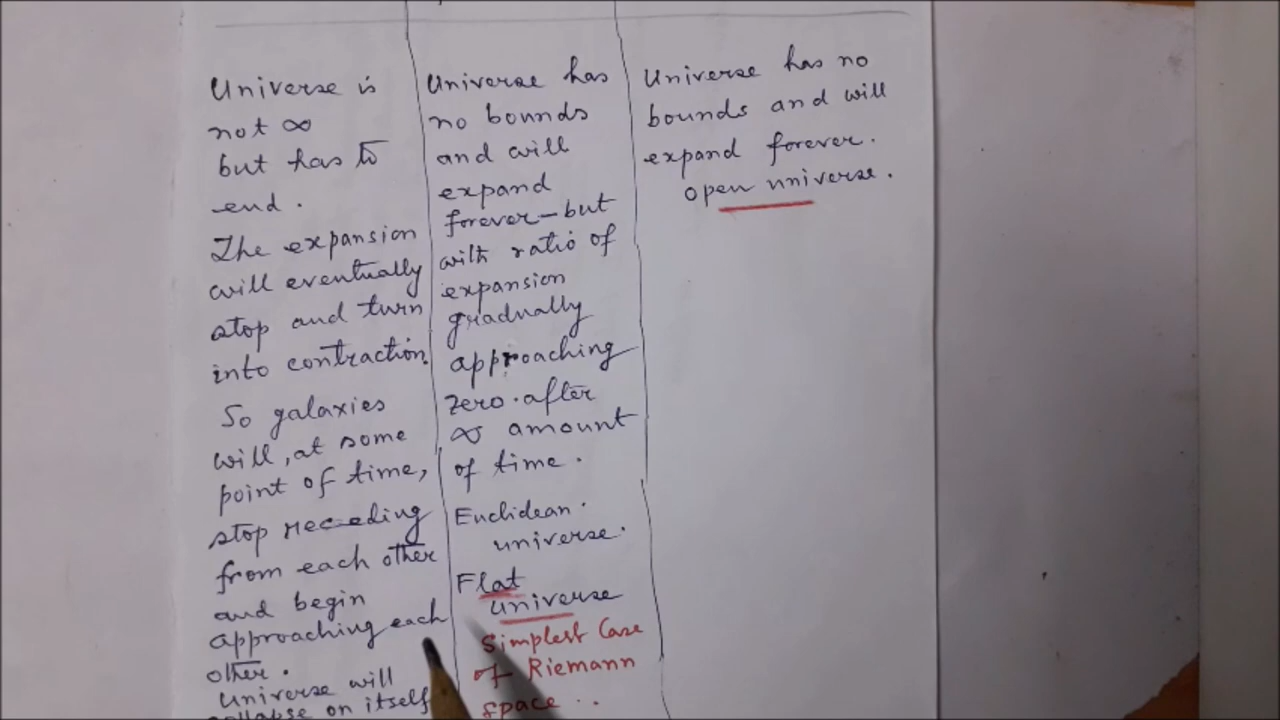 Universe is
not ∞
but has to
end.
The expansion
will eventually
stop and turn
into contraction.
So galaxies
will, at some
point of time,
stop receding
from each other
and begin
approaching each
other.
Universe will
collapse on itself
Universe has
no bounds
and will
expand
forever – but
with ratio of
expansion
gradually
approaching
zero. after
∞ amount
of time.
Euclidean.
universe.
Flat
universe
Simplest Case
of Riemann
space ..
Universe has no
bounds and will
expand forever.
open universe.